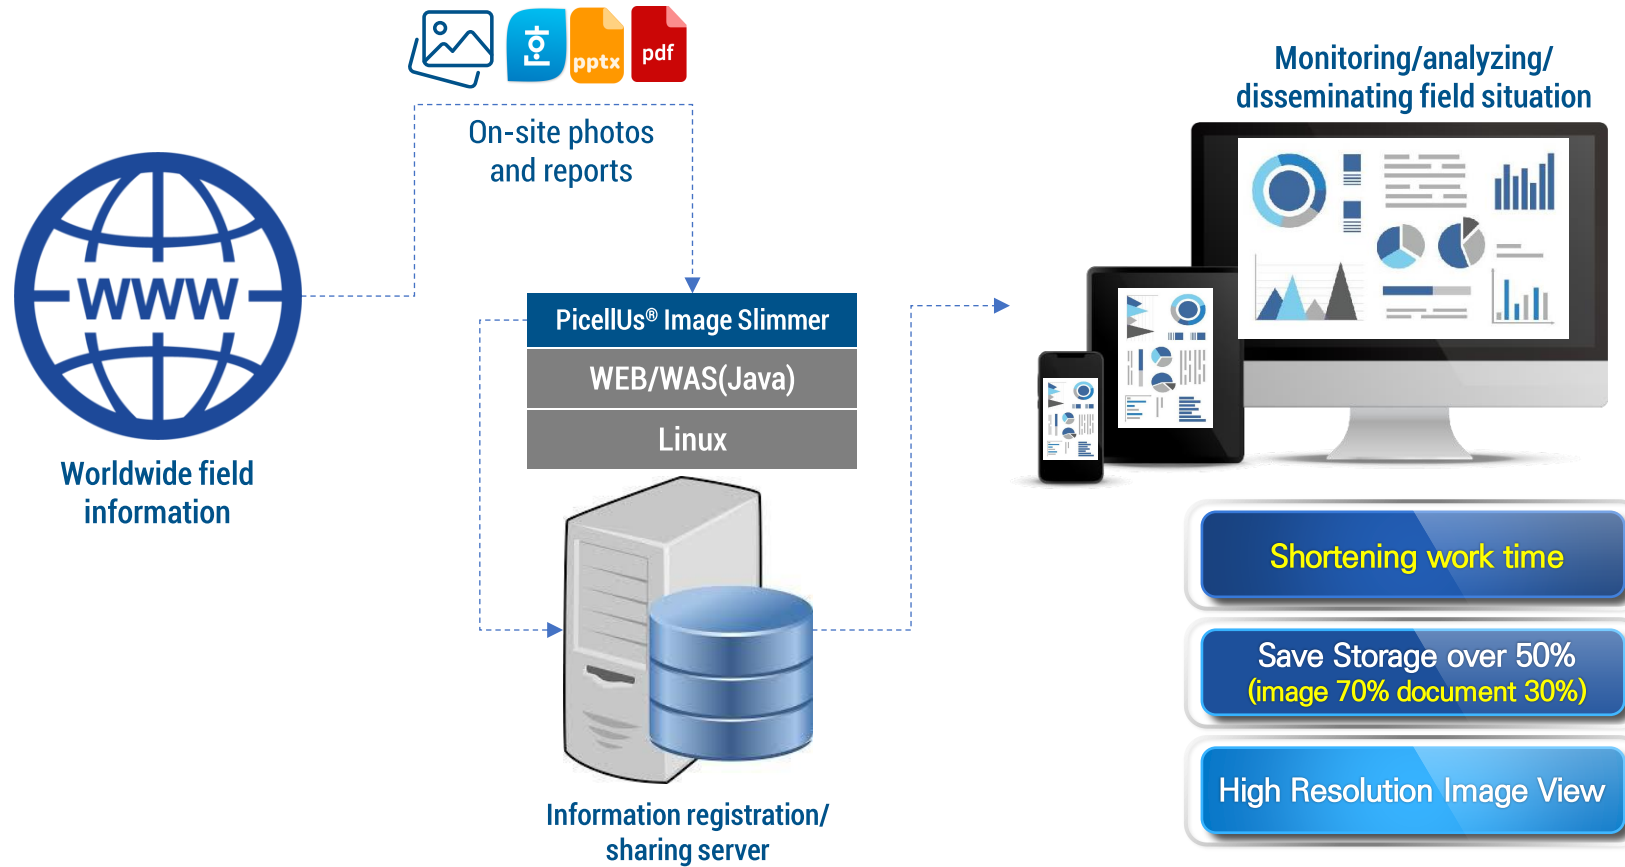 한
pptx
pdf
On-site photos
and reports
WWW
Worldwide field
information
PicellUs® Image Slimmer
WEB/WAS(Java)
Linux
Information registration/
sharing server
Monitoring/analyzing/
disseminating field situation
Shortening work time
Save Storage over 50%
(image 70% document 30%)
High Resolution Image View